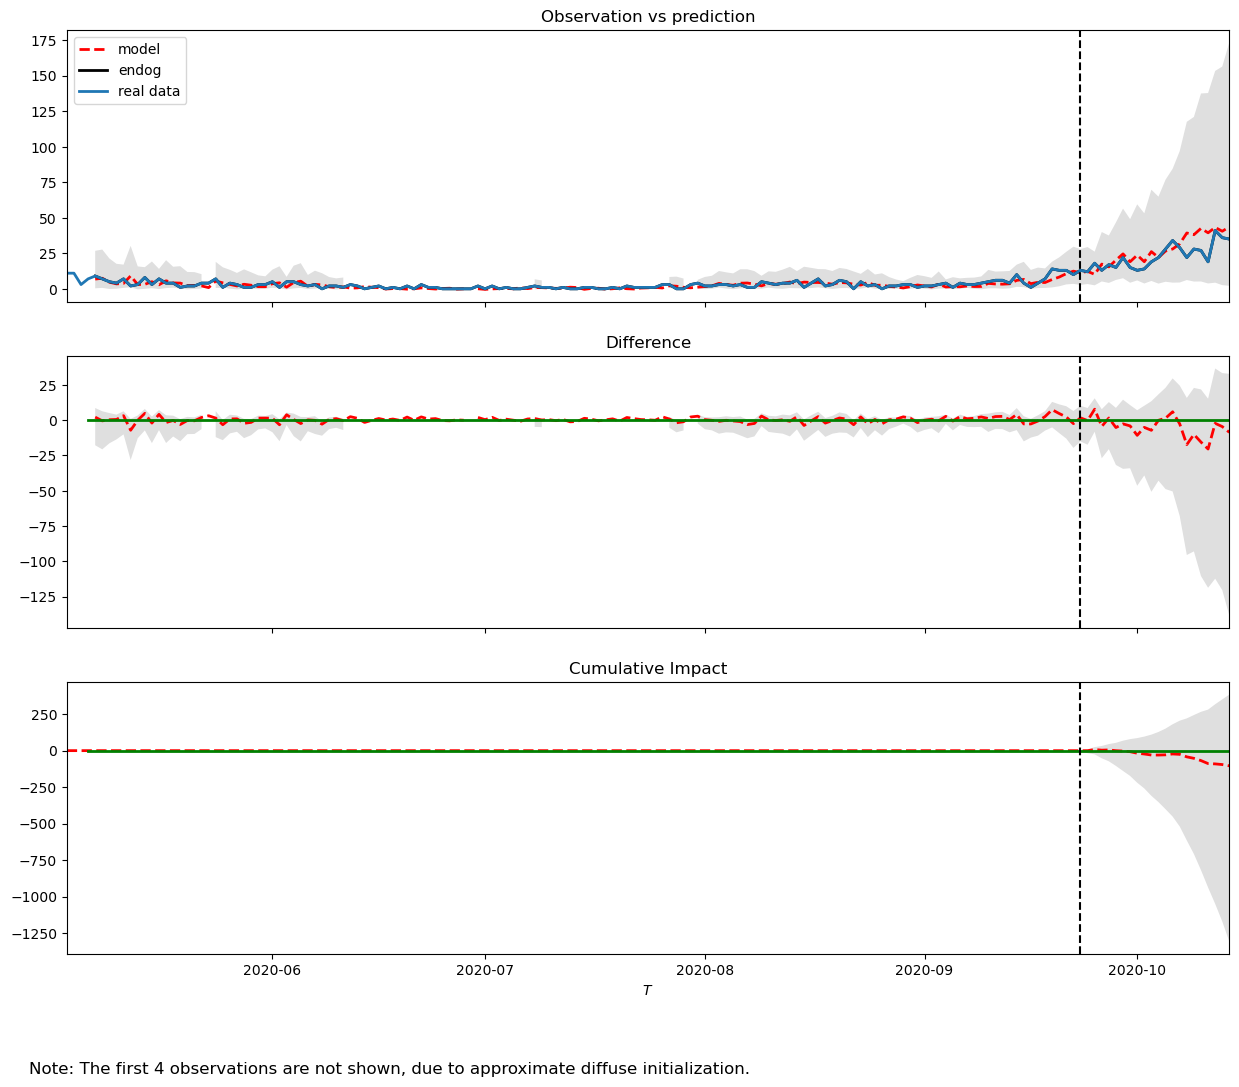 Observation vs prediction
model
endog
real data
175
150
125
100
75
50
25
0
Difference
25
0
−25
−50
−75
−100
−125
Cumulative Impact
250
0
−250
−500
−750
−1000
−1250
2020-06 2020-07 2020-08 2020-09 2020-10
T
Note: The first 4 observations are not shown, due to approximate diffuse initialization.